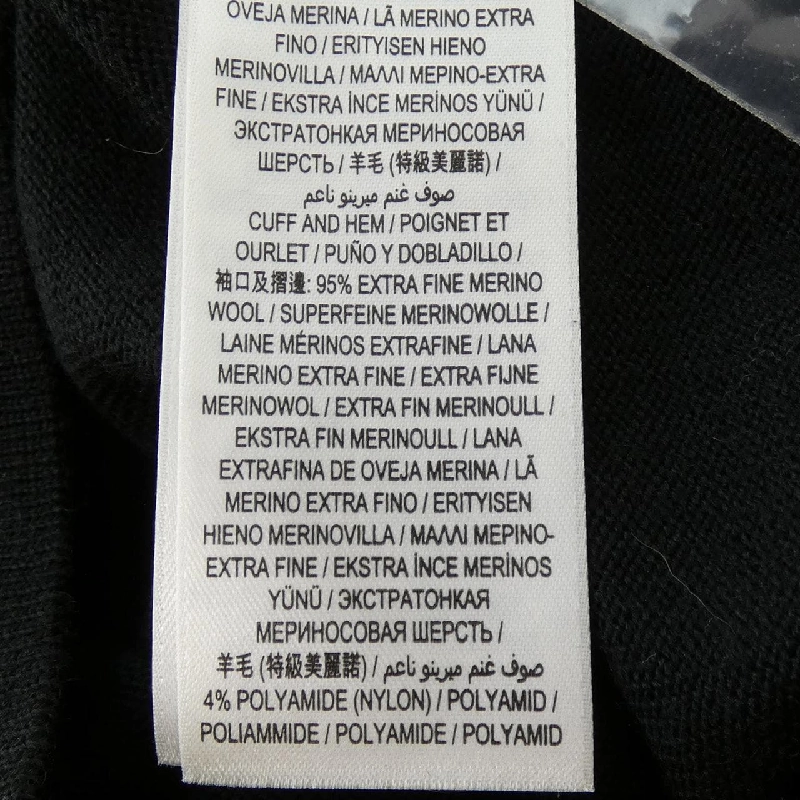 OVEJA MERINA / LÃ MERINO EXTRA
FINO / ERITYISEN HIENO
MERINOVILLA / ΜΑΛΛΙ ΜΕΡΙΝΟ-EXTRA
FINE / EKSTRA İNCE MERİNOS YÜNÜ /
ЭКСТРАТОНКАЯ МЕРИНОСОВАЯ
ШЕРСТЬ / 羊毛 (特級美麗諾) /
صوف غنم ميرينو ناعم
CUFF AND HEM / POIGNET ET
OURLET / PUÑO Y DOBLADILLO /
袖口及摺邊: 95% EXTRA FINE MERINO
WOOL / SUPERFEINE MERINOWOLLE /
LAINE MÉRINOS EXTRAFINE / LANA
MERINO EXTRA FINE / EXTRA FIJNE
MERINOWOL / EXTRA FIN MERINOULL /
EKSTRA FIN MERINOULL / LANA
EXTRAFINA DE OVEJA MERINA / LÃ
MERINO EXTRA FINO / ERITYISEN
HIENO MERINOVILLA / ΜΑΛΛΙ ΜΕΡΙΝΟ-
EXTRA FINE / EKSTRA İNCE MERİNOS
YÜNÜ / ЭКСТРАТОНКАЯ
МЕРИНОСОВАЯ ШЕРСТЬ /
羊毛 (特級美麗諾) / صوف غنم ميرينو ناعم
4% POLYAMIDE (NYLON) / POLYAMID /
POLIAMMIDE / POLYAMIDE / POLYAMID